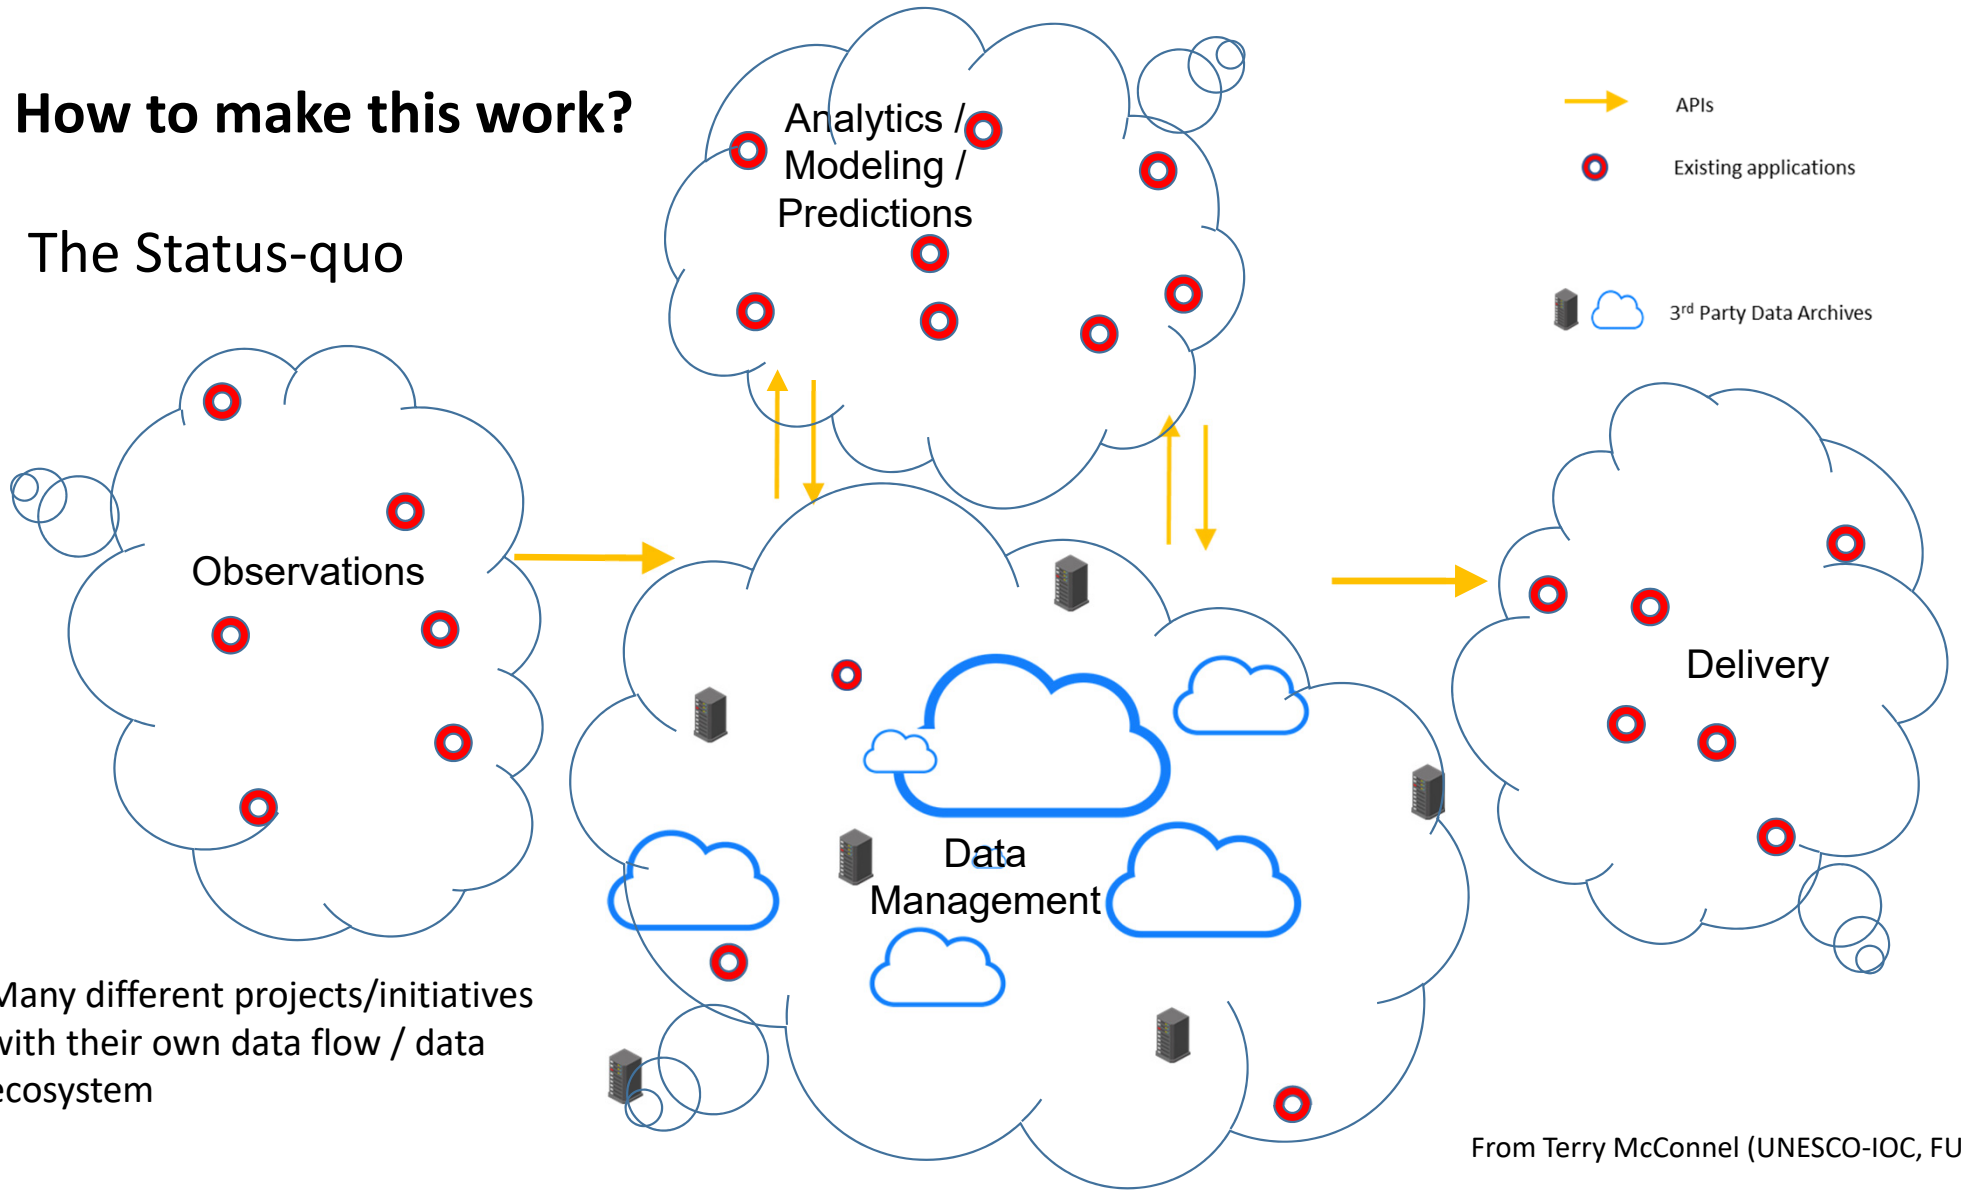 How to make this work?
The Status-quo
Analytics /
Modeling /
Predictions
APIs
Existing applications
3rd Party Data Archives
Observations
Delivery
Data
Management
Many different projects/initiatives
with their own data flow / data
ecosystem
From Terry McConnel (UNESCO-IOC, FU